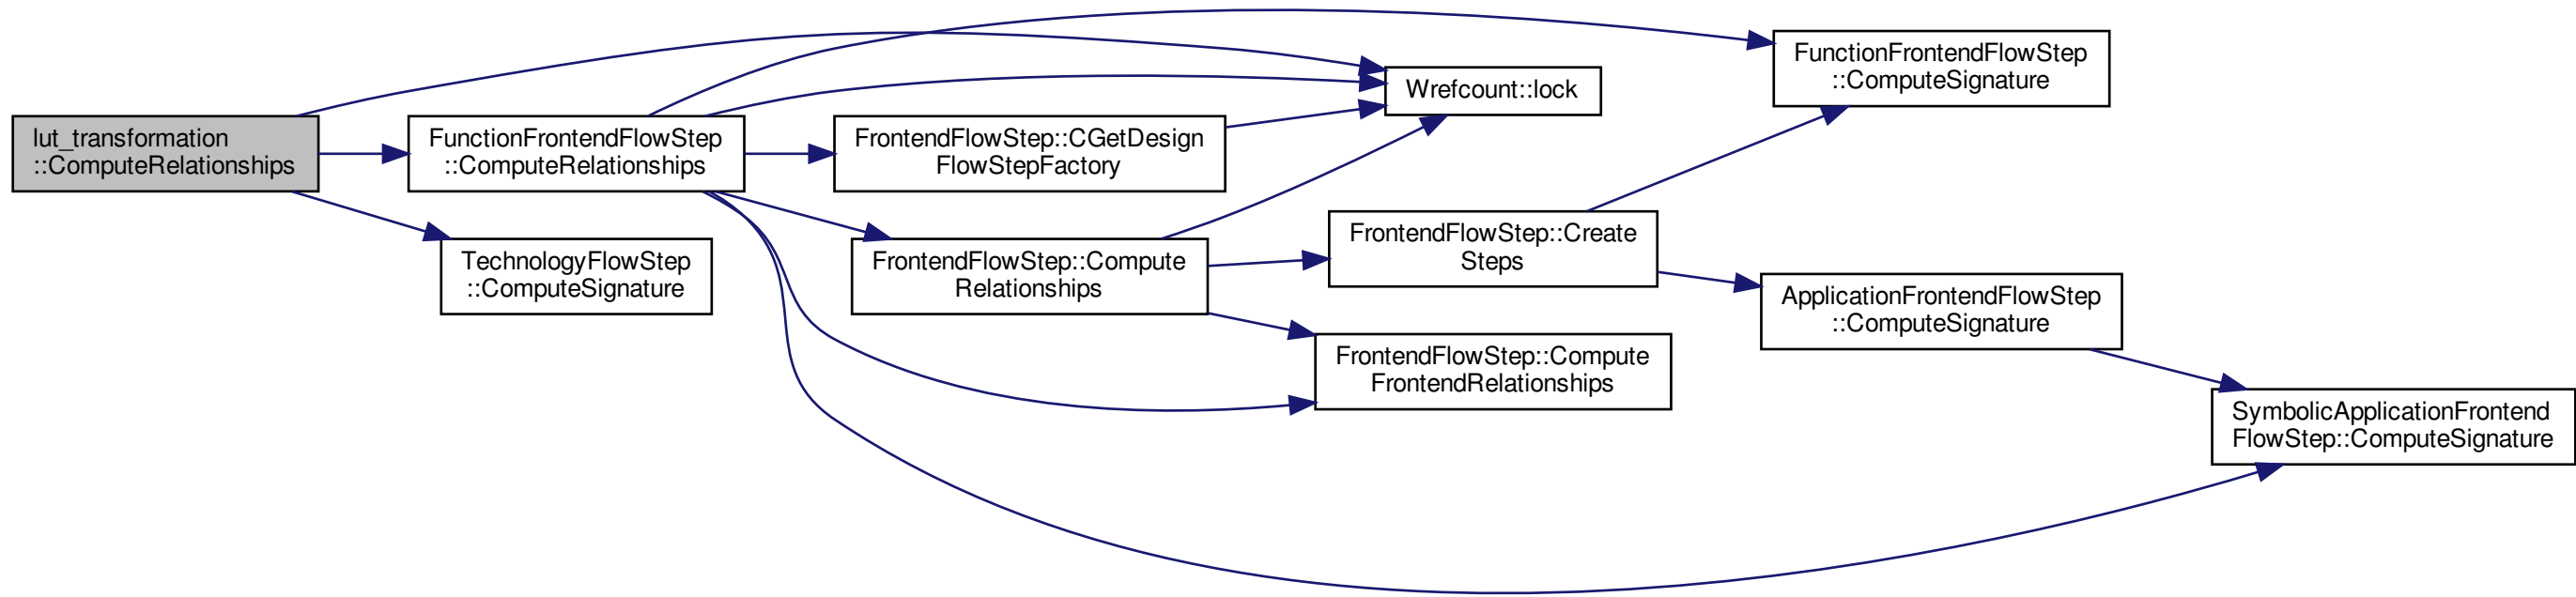 lut_transformation
::ComputeRelationships
FunctionFrontendFlowStep
::ComputeRelationships
TechnologyFlowStep
::ComputeSignature
FrontendFlowStep::CGetDesign
FlowStepFactory
FrontendFlowStep::Compute
Relationships
Wrefcount::lock
FrontendFlowStep::Create
Steps
FrontendFlowStep::Compute
FrontendRelationships
FunctionFrontendFlowStep
::ComputeSignature
ApplicationFrontendFlowStep
::ComputeSignature
SymbolicApplicationFrontend
FlowStep::ComputeSignature